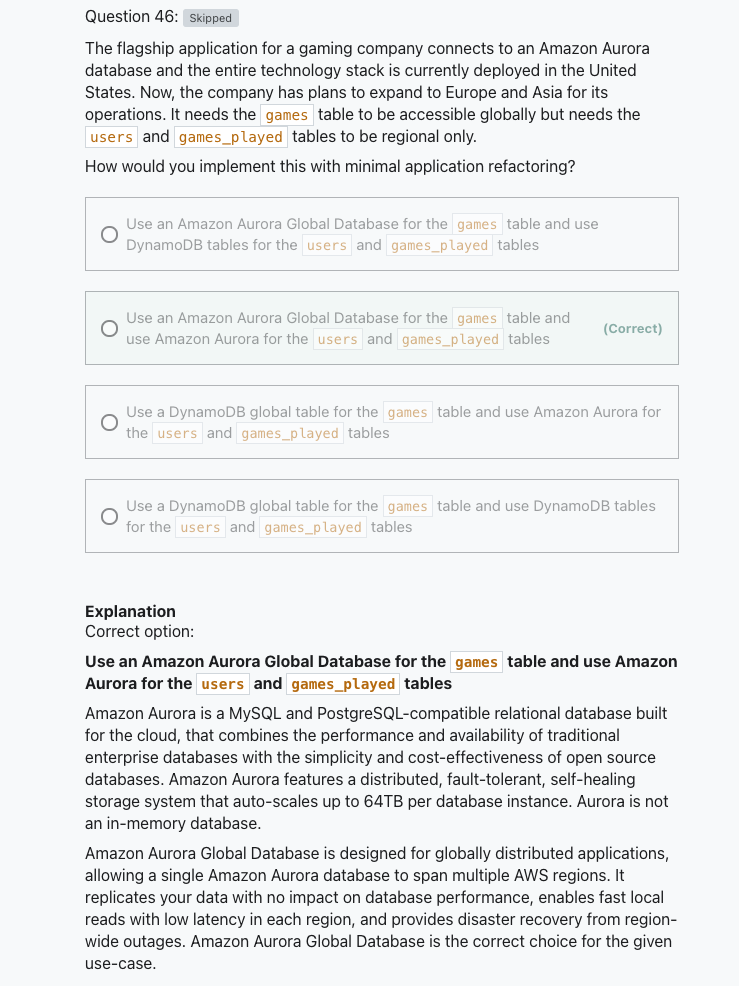 Question 46: Skipped
The flagship application for a gaming company connects to an Amazon Aurora
database and the entire technology stack is currently deployed in the United
States. Now, the company has plans to expand to Europe and Asia for its
operations. It needs the games table to be accessible globally but needs the
users and games_played tables to be regional only.
How would you implement this with minimal application refactoring?
Use an Amazon Aurora Global Database for the games table and use
DynamoDB tables for the users and games_played tables
Use an Amazon Aurora Global Database for the games table and
use Amazon Aurora for the users and games_played tables
(Correct)
Use a DynamoDB global table for the games table and use Amazon Aurora for
the users and games_played tables
Use a DynamoDB global table for the games table and use DynamoDB tables
for the users and games_played tables
Explanation
Correct option:
Use an Amazon Aurora Global Database for the games table and use Amazon
Aurora for the users and games_played tables
Amazon Aurora is a MySQL and PostgreSQL-compatible relational database built
for the cloud, that combines the performance and availability of traditional
enterprise databases with the simplicity and cost-effectiveness of open source
databases. Amazon Aurora features a distributed, fault-tolerant, self-healing
storage system that auto-scales up to 64TB per database instance. Aurora is not
an in-memory database.
Amazon Aurora Global Database is designed for globally distributed applications,
allowing a single Amazon Aurora database to span multiple AWS regions. It
replicates your data with no impact on database performance, enables fast local
reads with low latency in each region, and provides disaster recovery from region-
wide outages. Amazon Aurora Global Database is the correct choice for the given
use-case.